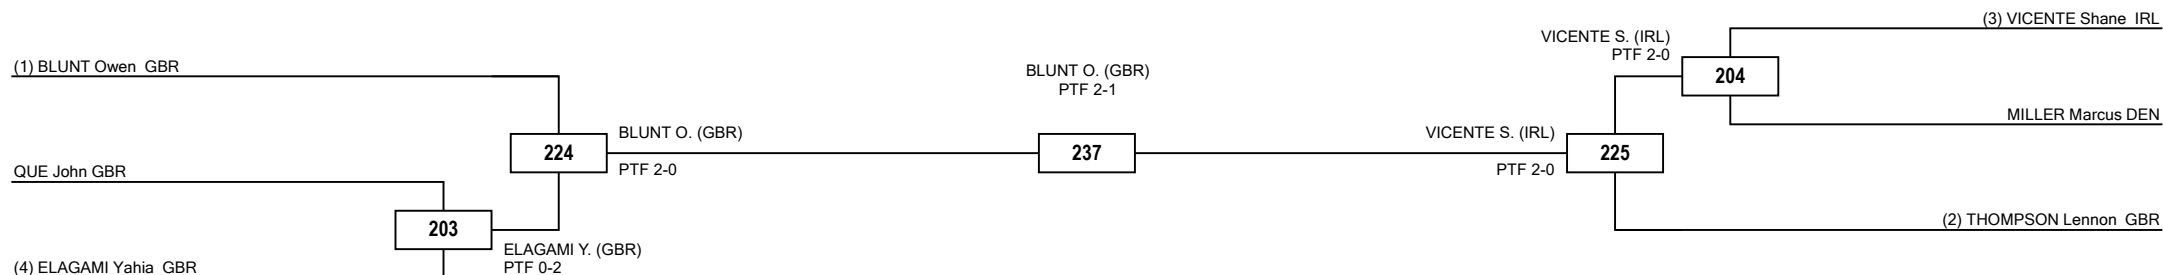 (3) VICENTE Shane IRL
VICENTE S. (IRL)
PTF 2-0
(1) BLUNT Owen GBR
BLUNT O. (GBR)
PTF 2-1
204
MILLER Marcus DEN
BLUNT O. (GBR)
VICENTE S. (IRL)
224
237
225
PTF 2-0
PTF 2-0
QUE John GBR
(2) THOMPSON Lennon GBR
203
ELAGAMI Y. (GBR)
PTF 0-2
(4) ELAGAMI Yahia GBR